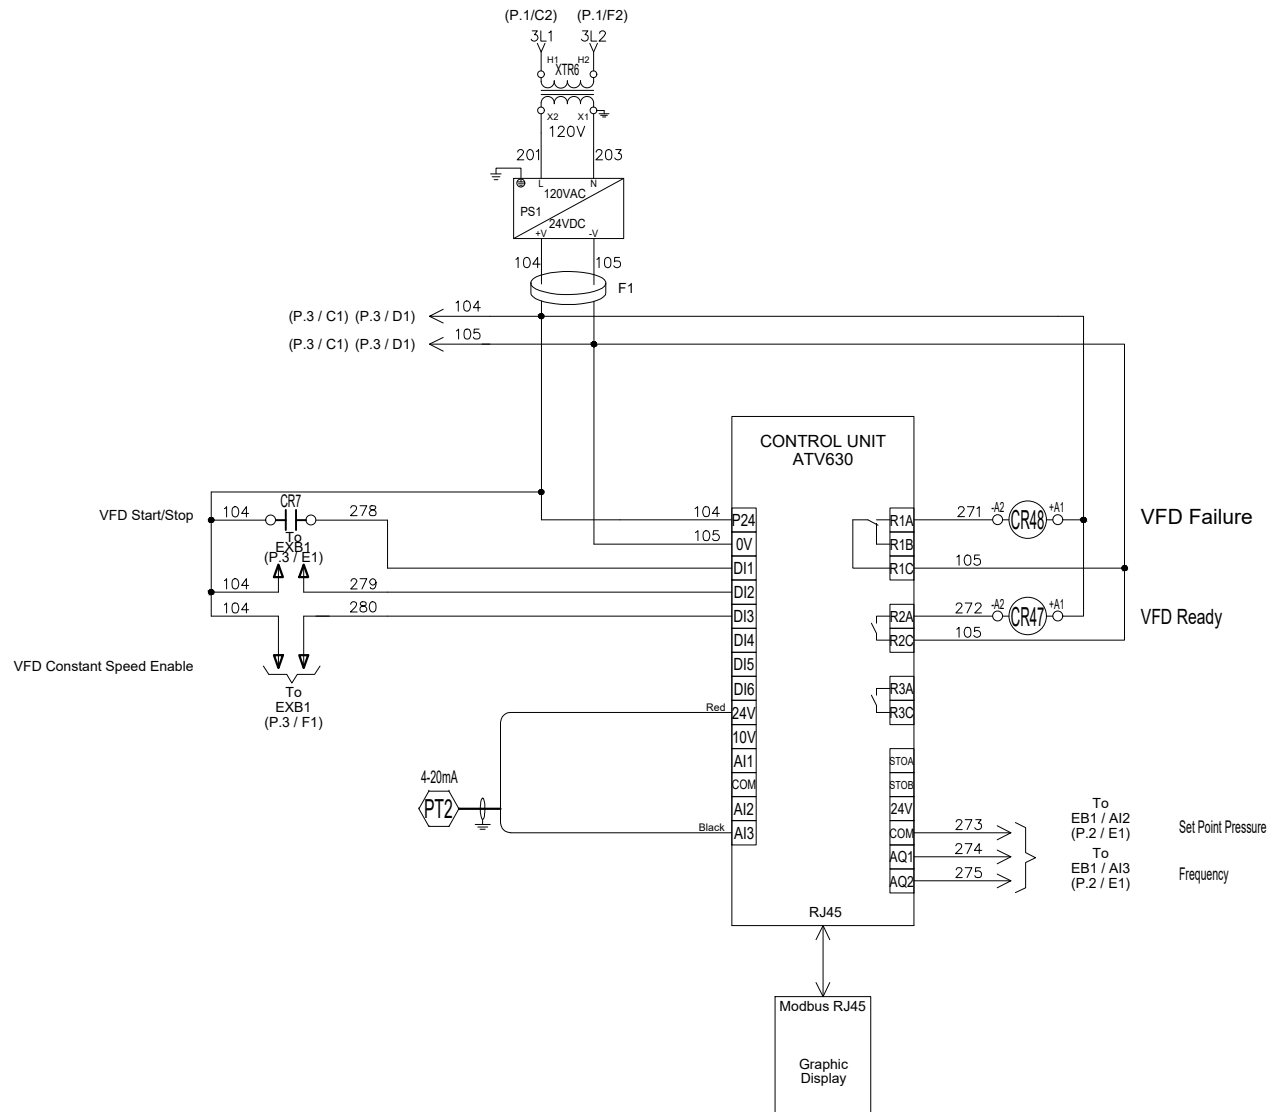 (P.1/C2) (P.1/F2)
3L1 3L2
H1 H2
XTR6
X2 X1
120V
201 203
L N
120VAC
PS1
24VDC
+V -V
104 105
F1
(P.3 / C1) (P.3 / D1) 104
(P.3 / C1) (P.3 / D1) 105
CONTROL UNIT
ATV630
VFD Start/Stop 104 CR7 278
To
EXB1
(P.3 / E1)
104 279
104 280
VFD Constant Speed Enable
To
EXB1
(P.3 / F1)
104 P24
105 0V
DI1
DI2
DI3
DI4
DI5
DI6
Red 24V
10V
AI1
COM
AI2
Black AI3
4-20mA
PT2
R1A 271 -A2 CR48 +A1 VFD Failure
R1B
R1C 105
R2A 272 -A2 CR47 +A1 VFD Ready
R2C 105
R3A
R3C
STOA
STOB
24V
COM 273
AQ1 274
AQ2 275
To
EB1 / AI2
(P.2 / E1)
Set Point Pressure
To
EB1 / AI3
(P.2 / E1)
Frequency
RJ45
Modbus RJ45
Graphic
Display